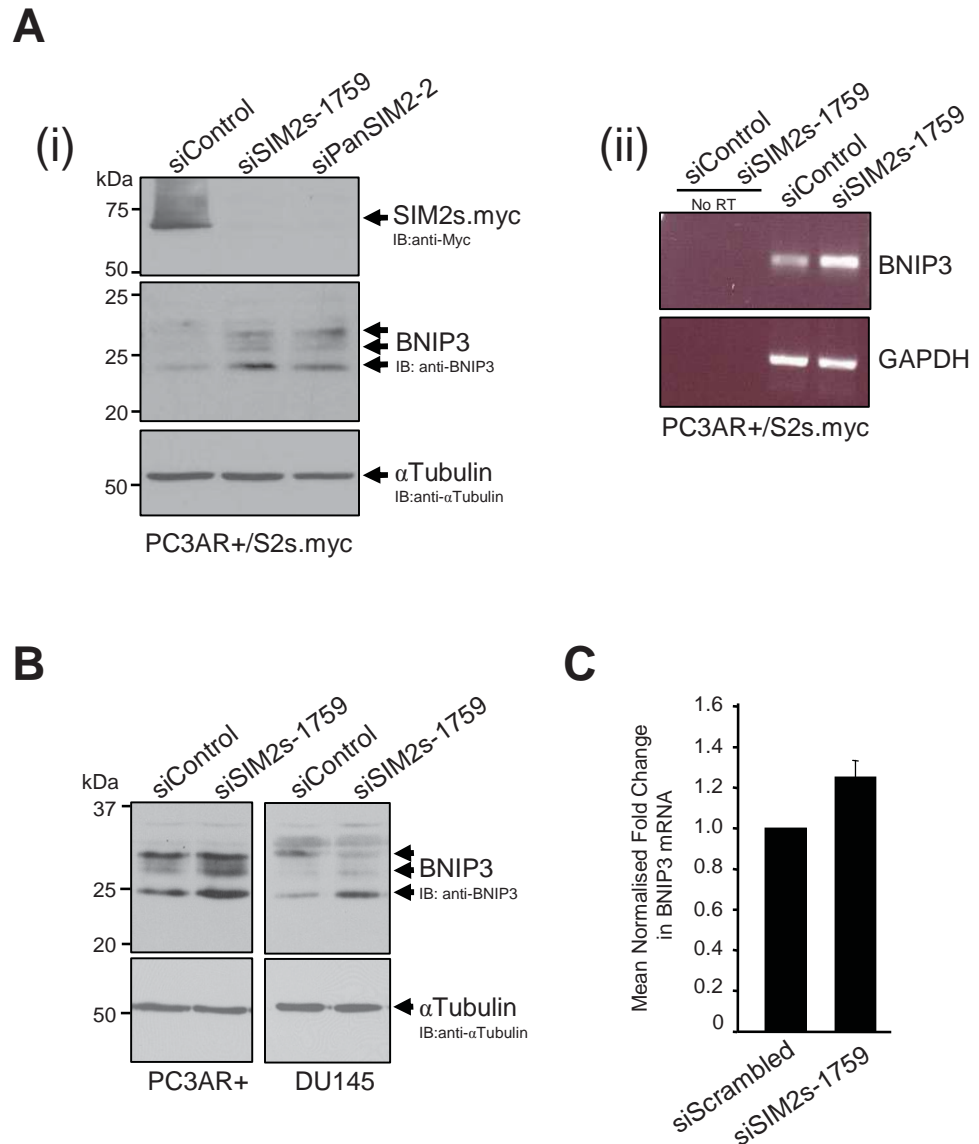 A
(i)
siControl
siSIM2s-1759
siPanSIM2-2
kDa
75
50
SIM2s.myc
IB:anti-Myc
25
25
20
BNIP3
IB: anti-BNIP3
50
αTubulin
IB:anti-αTubulin
PC3AR+/S2s.myc
(ii)
siControl
siSIM2s-1759
No RT
siControl
siSIM2s-1759
BNIP3
GAPDH
PC3AR+/S2s.myc
B
siControl
siSIM2s-1759
siControl
siSIM2s-1759
kDa
37
25
20
BNIP3
IB: anti-BNIP3
50
αTubulin
IB:anti-αTubulin
PC3AR+
DU145
C
Mean Normalised Fold Change
in BNIP3 mRNA
1.6
1.4
1.2
1.0
0.8
0.6
0.4
0.2
0
siScrambled
siSIM2s-1759